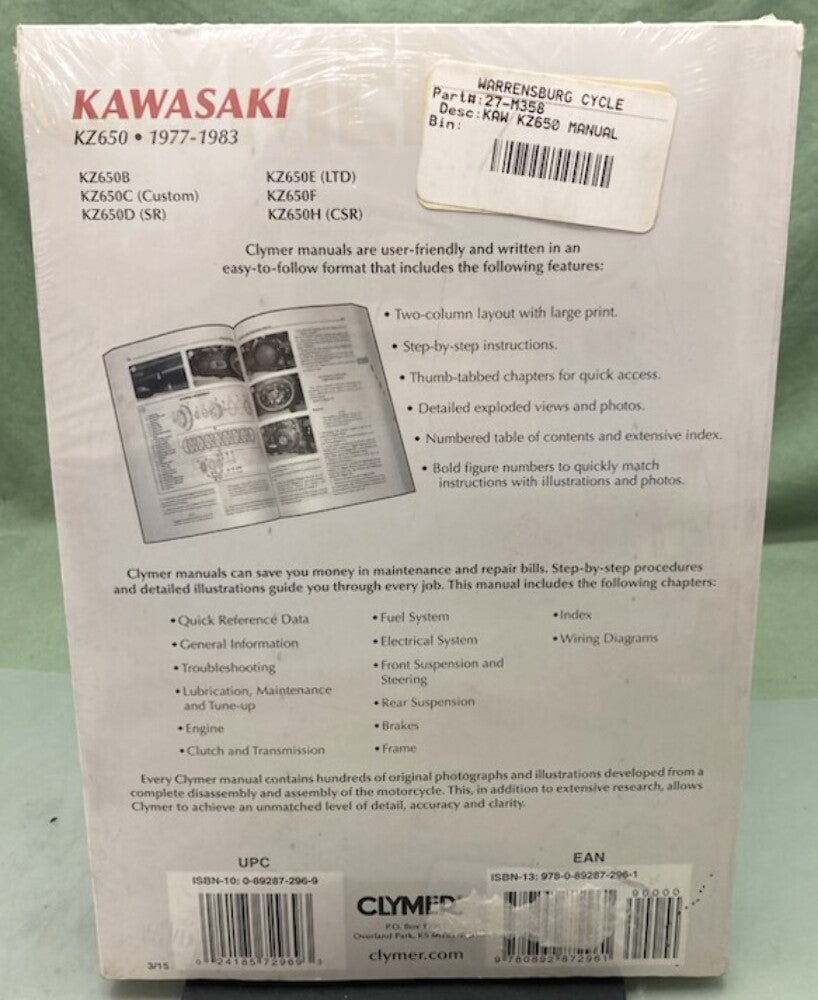 WARRENSBURG CYCLE
Part#:27-M358
Desc:KAW KZ650 MANUAL
Bin:
KAWASAKI
KZ650 • 1977-1983
KZ650B
KZ650C (Custom)
KZ650D (SR)
KZ650E (LTD)
KZ650F
KZ650H (CSR)
Clymer manuals are user-friendly and written in an
easy-to-follow format that includes the following features:
• Two-column layout with large print.
• Step-by-step instructions.
• Thumb-tabbed chapters for quick access.
• Detailed exploded views and photos.
• Numbered table of contents and extensive index.
• Bold figure numbers to quickly match
instructions with illustrations and photos.
Clymer manuals can save you money in maintenance and repair bills. Step-by-step procedures
and detailed illustrations guide you through every job. This manual includes the following chapters:
• Quick Reference Data
• General Information
• Troubleshooting
• Lubrication, Maintenance
and Tune-up
• Engine
• Clutch and Transmission
• Fuel System
• Electrical System
• Front Suspension and
Steering
• Rear Suspension
• Brakes
• Frame
• Index
• Wiring Diagrams
Every Clymer manual contains hundreds of original photographs and illustrations developed from a
complete disassembly and assembly of the motorcycle. This, in addition to extensive research, allows
Clymer to achieve an unmatched level of detail, accuracy and clarity.
UPC
ISBN-10: 0-89287-296-9
0 24185 72969 3
3/15
CLYMER
P.O. Box
Overland Park, KS
clymer.com
EAN
ISBN-13: 978-0-89287-296-1
90000
9 780892 872961